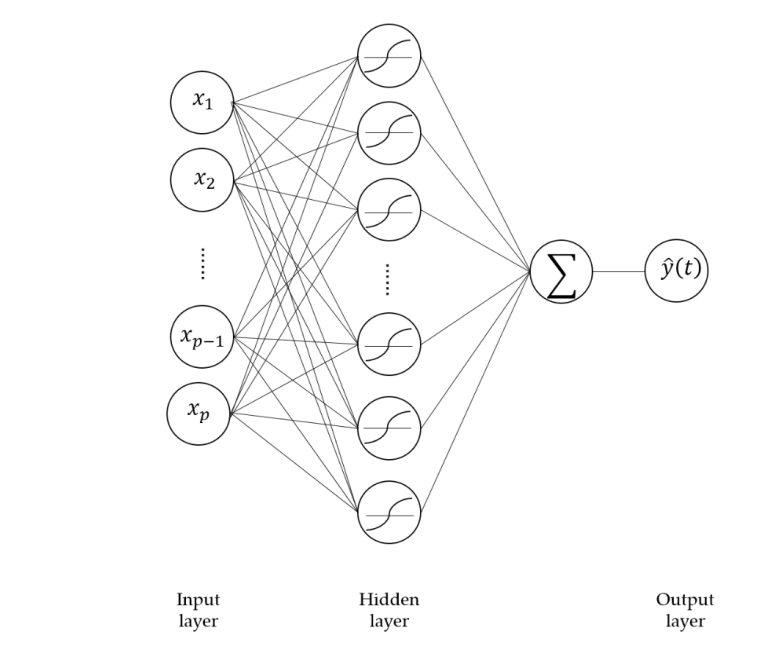 x₁
x₂
......
xₚ₋₁
xₚ
......
∑
ŷ(t)
Input
layer
Hidden
layer
Output
layer